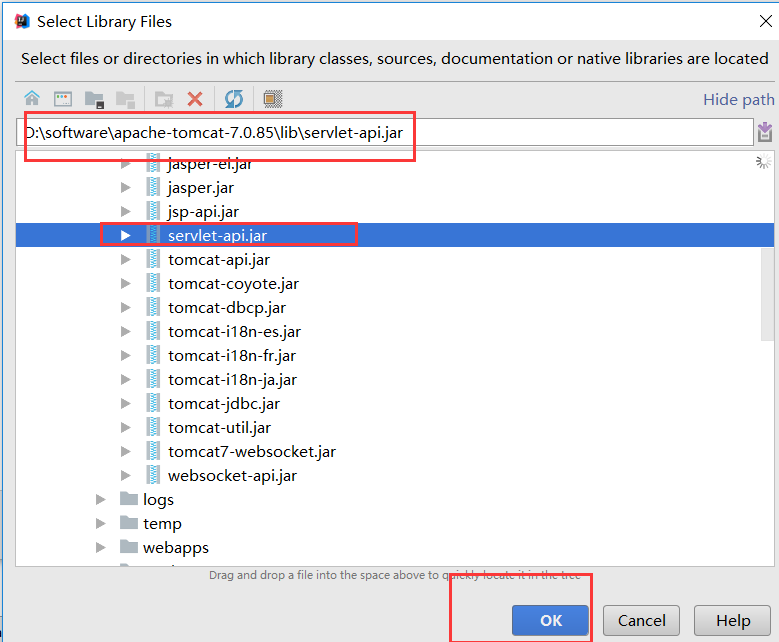 Select Library Files
Select files or directories in which library classes, sources, documentation or native libraries are located
Hide path
D:\software\apache-tomcat-7.0.85\lib\servlet-api.jar
jasper-el.jar
jasper.jar
jsp-api.jar
servlet-api.jar
tomcat-api.jar
tomcat-coyote.jar
tomcat-dbcp.jar
tomcat-i18n-es.jar
tomcat-i18n-fr.jar
tomcat-i18n-ja.jar
tomcat-jdbc.jar
tomcat-util.jar
tomcat7-websocket.jar
websocket-api.jar
logs
temp
webapps
Drag and drop a file into the space above to quickly locate it in the tree
OK Cancel Help